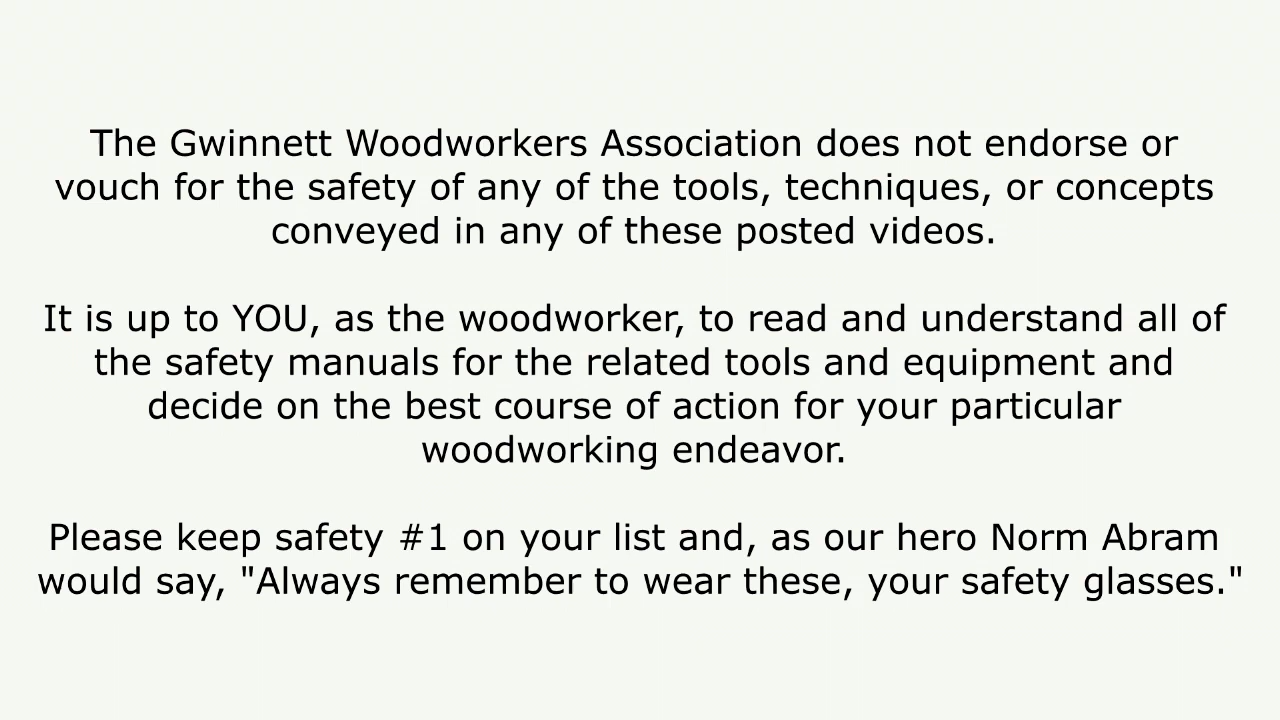 The Gwinnett Woodworkers Association does not endorse or
vouch for the safety of any of the tools, techniques, or concepts
conveyed in any of these posted videos.
It is up to YOU, as the woodworker, to read and understand all of
the safety manuals for the related tools and equipment and
decide on the best course of action for your particular
woodworking endeavor.
Please keep safety #1 on your list and, as our hero Norm Abram
would say, "Always remember to wear these, your safety glasses."